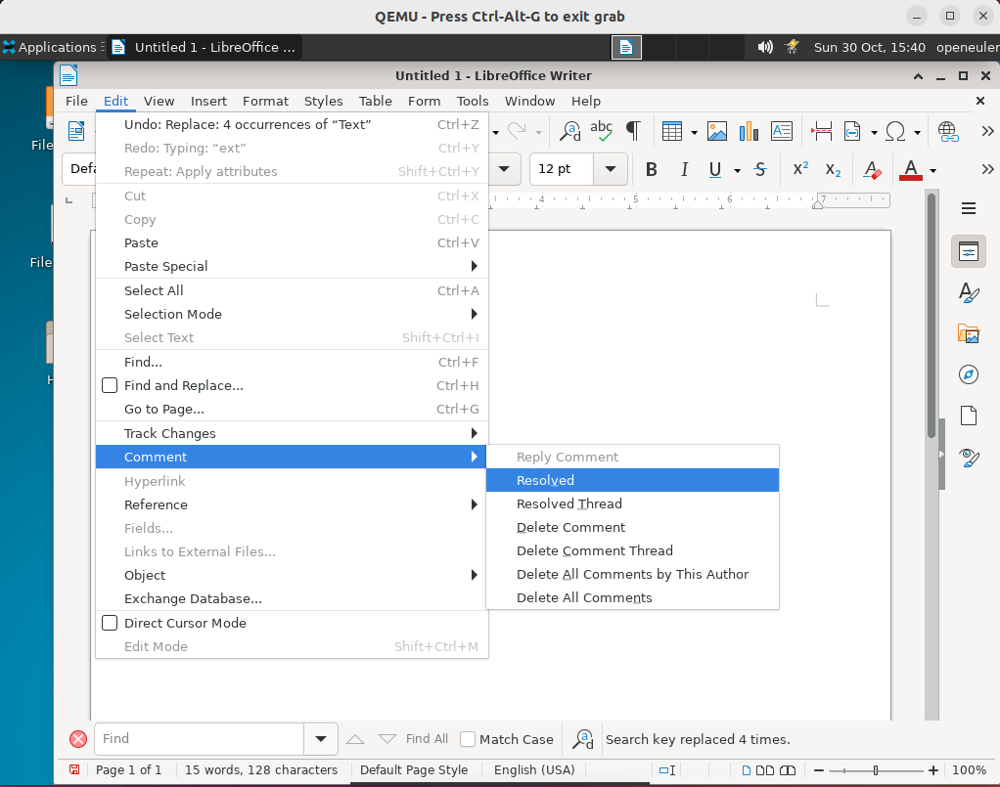 QEMU - Press Ctrl-Alt-G to exit grab
Applications
Untitled 1 - LibreOffice ...
Sun 30 Oct, 15:40
openeuler
Untitled 1 - LibreOffice Writer
File Edit View Insert Format Styles Table Form Tools Window Help
12 pt
B I U S X² X₂ A A
4 5 6 7
Undo: Replace: 4 occurrences of “Text” Ctrl+Z
Redo: Typing: “ext” Ctrl+Y
Repeat: Apply attributes Shift+Ctrl+Y
Cut Ctrl+X
Copy Ctrl+C
Paste Ctrl+V
Paste Special
Select All Ctrl+A
Selection Mode
Select Text Shift+Ctrl+I
Find... Ctrl+F
Find and Replace... Ctrl+H
Go to Page... Ctrl+G
Track Changes
Comment
Hyperlink
Reference
Fields...
Links to External Files...
Object
Exchange Database...
Direct Cursor Mode
Edit Mode Shift+Ctrl+M
Reply Comment
Resolved
Resolved Thread
Delete Comment
Delete Comment Thread
Delete All Comments by This Author
Delete All Comments
Find
Find All
Match Case
Search key replaced 4 times.
Page 1 of 1
15 words, 128 characters
Default Page Style
English (USA)
100%